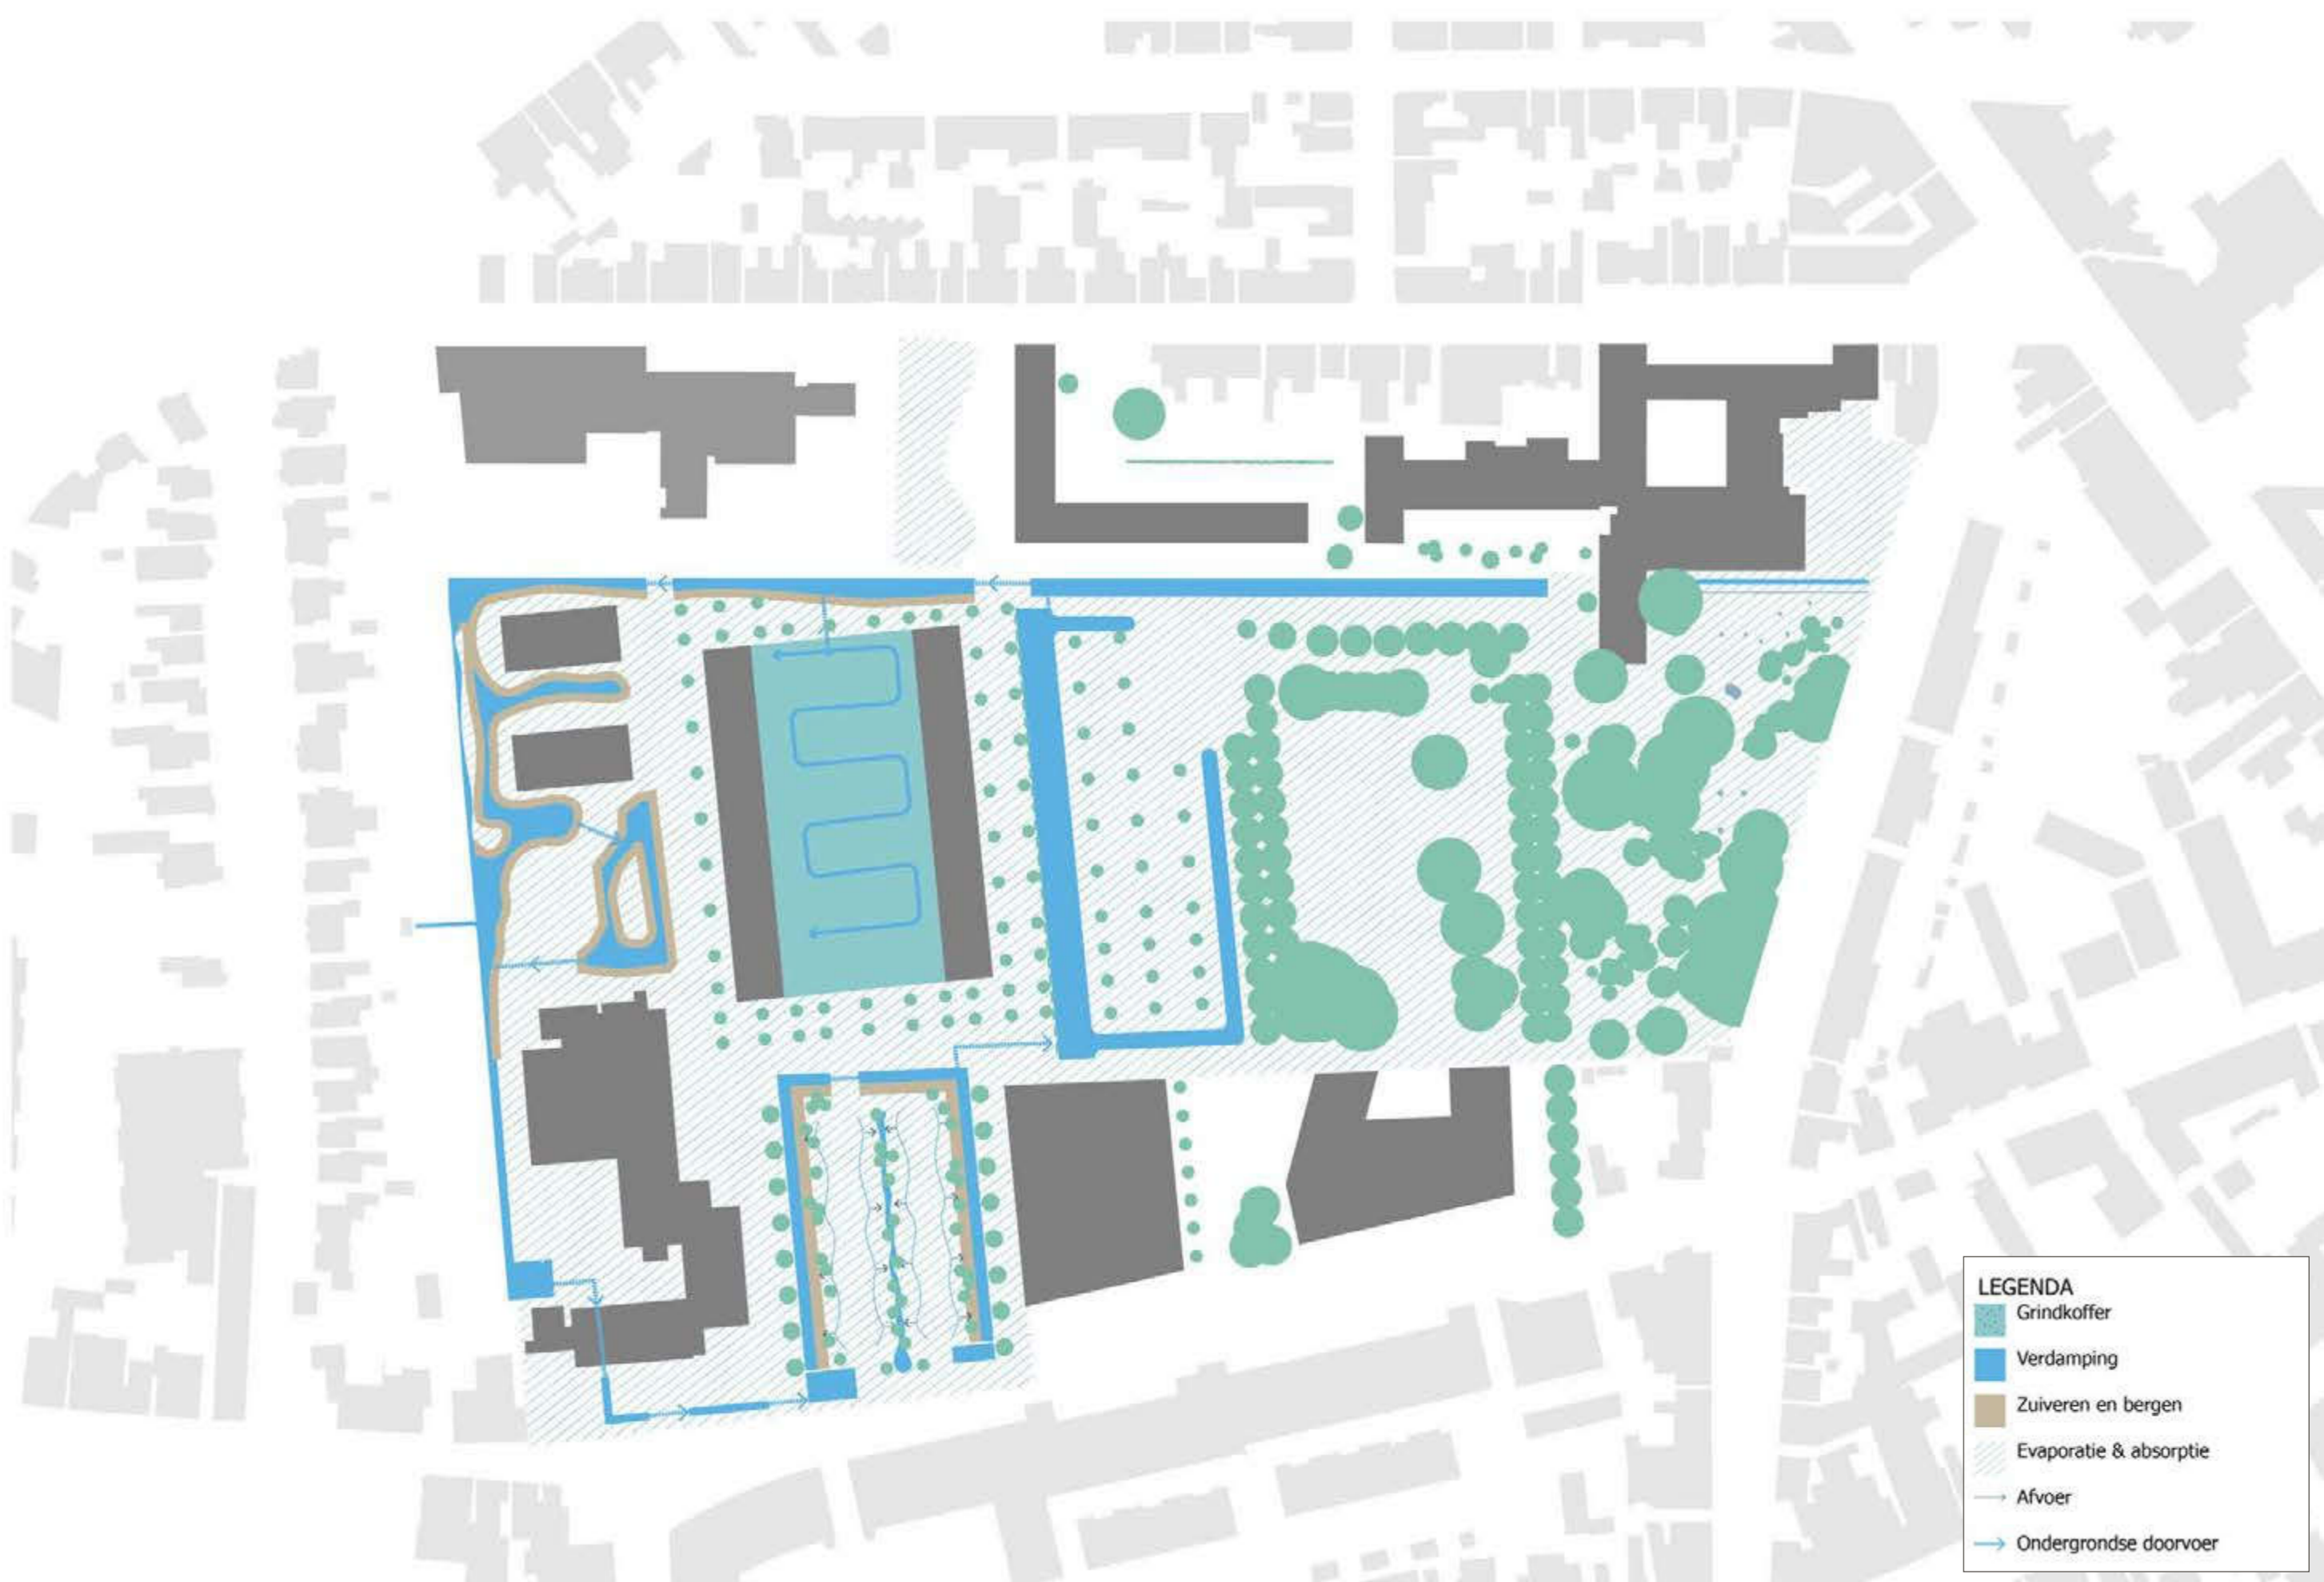 LEGENDA
Grindkoffer
Verdamping
Zuiveren en bergen
Evaporatie & absorptie
Afvoer
Ondergrondse doorvoer